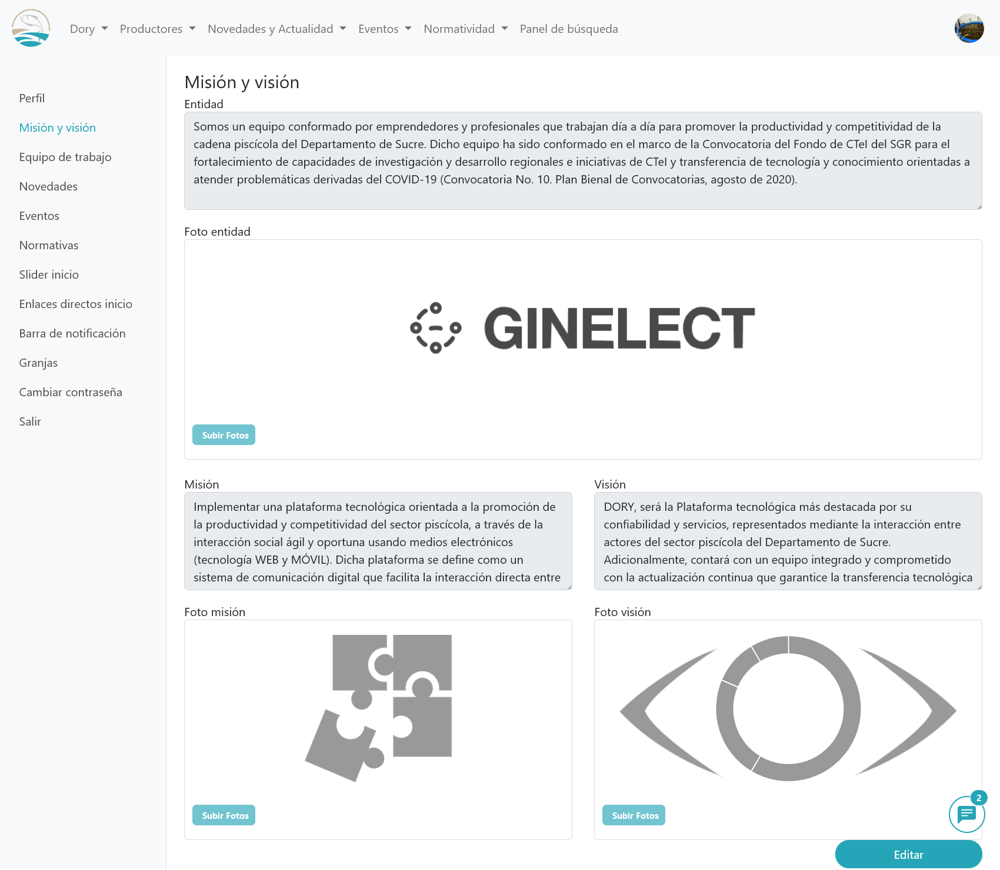 Dory
Productores
Novedades y Actualidad
Eventos
Normatividad
Panel de búsqueda
Perfil
Misión y visión
Equipo de trabajo
Novedades
Eventos
Normativas
Slider inicio
Enlaces directos inicio
Barra de notificación
Granjas
Cambiar contraseña
Salir
Misión y visión
Entidad
Somos un equipo conformado por emprendedores y profesionales que trabajan día a día para promover la productividad y competitividad de la
cadena piscícola del Departamento de Sucre. Dicho equipo ha sido conformado en el marco de la Convocatoria del Fondo de CTeI del SGR para el
fortalecimiento de capacidades de investigación y desarrollo regionales e iniciativas de CTeI y transferencia de tecnología y conocimiento orientadas a
atender problemáticas derivadas del COVID-19 (Convocatoria No. 10. Plan Bienal de Convocatorias, agosto de 2020).
Foto entidad
GINELECT
Subir Fotos
Misión
Implementar una plataforma tecnológica orientada a la promoción de
la productividad y competitividad del sector piscícola, a través de la
interacción social ágil y oportuna usando medios electrónicos
(tecnología WEB y MÓVIL). Dicha plataforma se define como un
sistema de comunicación digital que facilita la interacción directa entre
Visión
DORY, será la Plataforma tecnológica más destacada por su
confiabilidad y servicios, representados mediante la interacción entre
actores del sector piscícola del Departamento de Sucre.
Adicionalmente, contará con un equipo integrado y comprometido
con la actualización continua que garantice la transferencia tecnológica
Foto misión
Subir Fotos
Foto visión
Subir Fotos
2
Editar